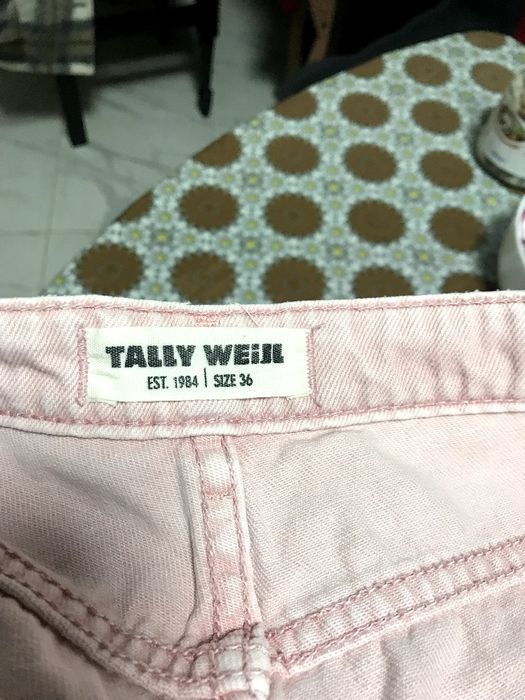 TALLY WEiJL
EST. 1984 | SIZE 36